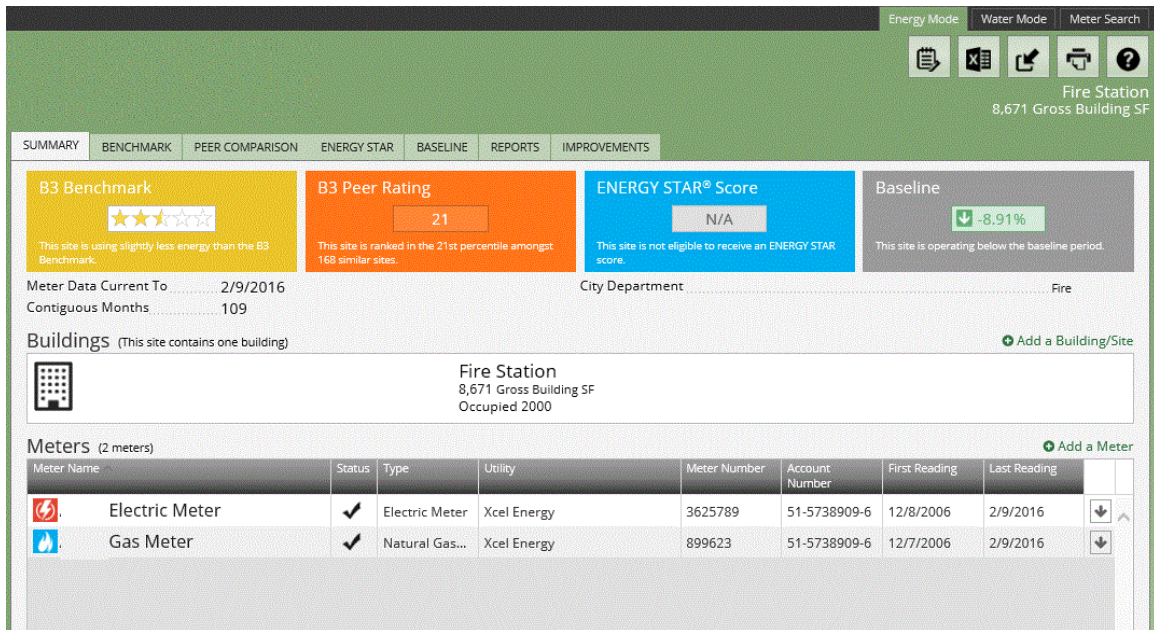 Energy Mode Water Mode Meter Search
Fire Station
8,671 Gross Building SF
SUMMARY BENCHMARK PEER COMPARISON ENERGY STAR BASELINE REPORTS IMPROVEMENTS
B3 Benchmark
This site is using slightly less energy than the B3
Benchmark.
B3 Peer Rating
21
This site is ranked in the 21st percentile amongst
168 similar sites.
ENERGY STAR® Score
N/A
This site is not eligible to receive an ENERGY STAR
score.
Baseline
-8.91%
This site is operating below the baseline period.
Meter Data Current To 2/9/2016
Contiguous Months 109
City Department Fire
Buildings (This site contains one building)
Add a Building/Site
Fire Station
8,671 Gross Building SF
Occupied 2000
Meters (2 meters)
Add a Meter
Meter Name Status Type Utility Meter Number Account Number First Reading Last Reading
Electric Meter Electric Meter Xcel Energy 3625789 51-5738909-6 12/8/2006 2/9/2016
Gas Meter Natural Gas... Xcel Energy 899623 51-5738909-6 12/7/2006 2/9/2016